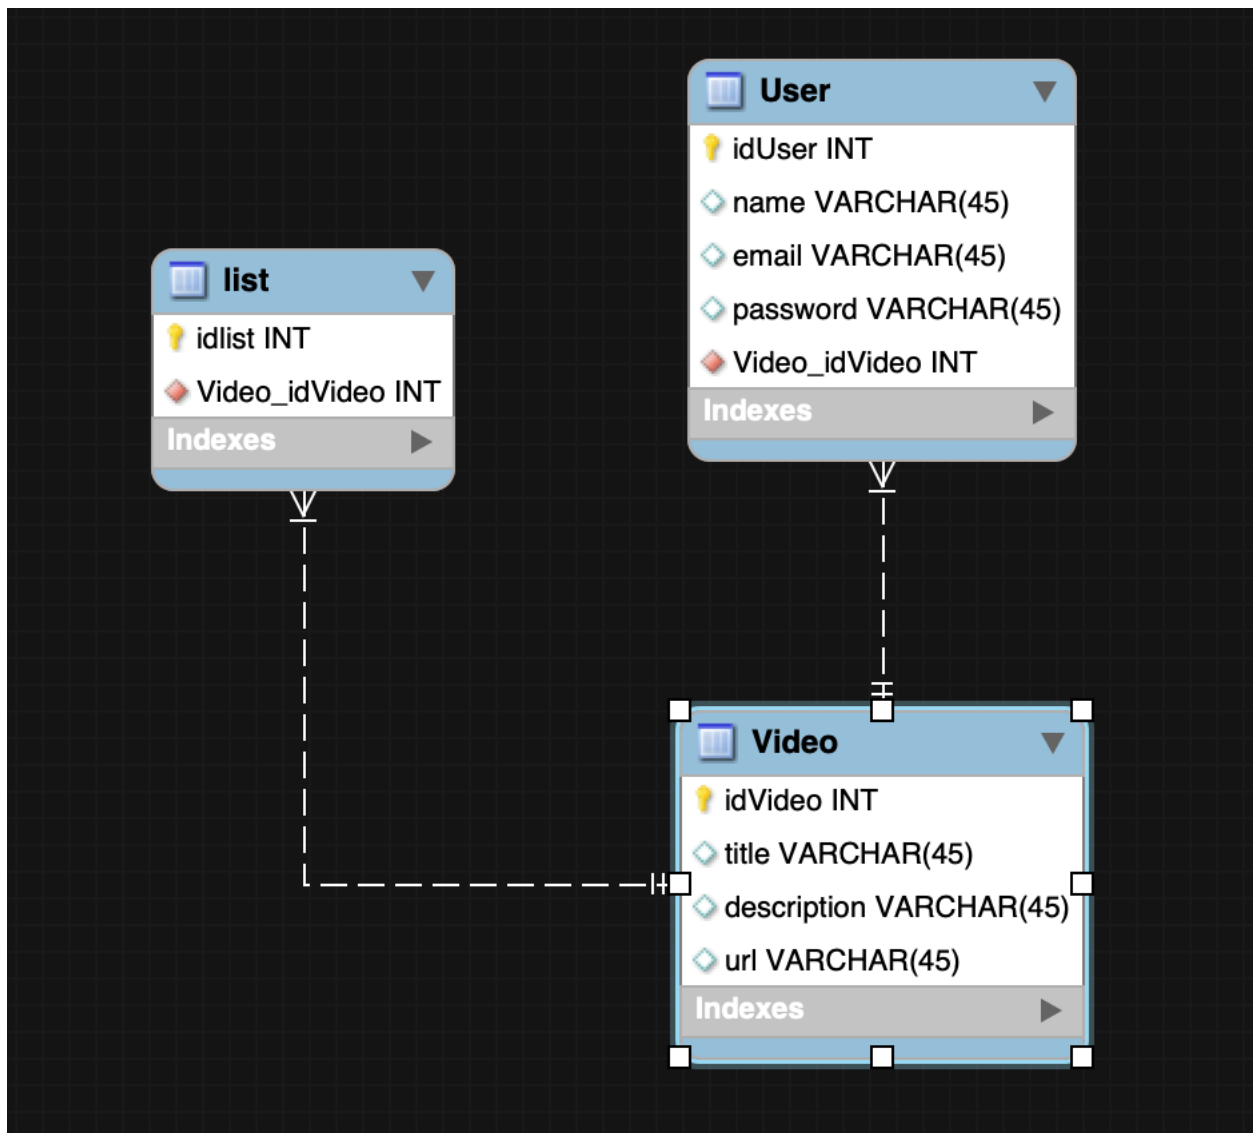 User
idUser INT
name VARCHAR(45)
email VARCHAR(45)
password VARCHAR(45)
Video_idVideo INT
Indexes
list
idlist INT
Video_idVideo INT
Indexes
Video
idVideo INT
title VARCHAR(45)
description VARCHAR(45)
url VARCHAR(45)
Indexes